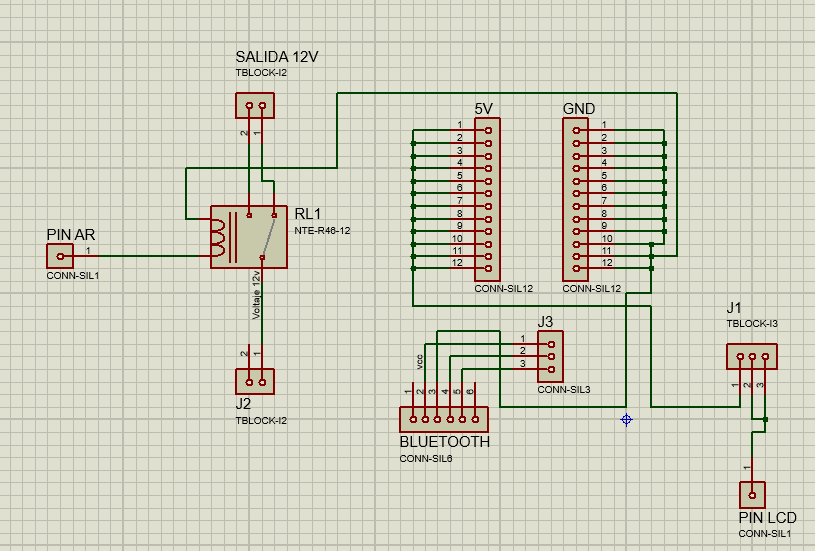 SALIDA 12V
TBLOCK-I2
2
1
RL1
NTE-R46-12
PIN AR
1
CONN-SIL1
Voltaje 12v
2
1
J2
TBLOCK-I2
5V
1
2
3
4
5
6
7
8
9
10
11
12
CONN-SIL12
GND
1
2
3
4
5
6
7
8
9
10
11
12
CONN-SIL12
J3
1
2
3
CONN-SIL3
vcc
1
2
3
4
5
6
BLUETOOTH
CONN-SIL6
J1
TBLOCK-I3
1
2
3
1
PIN LCD
CONN-SIL1